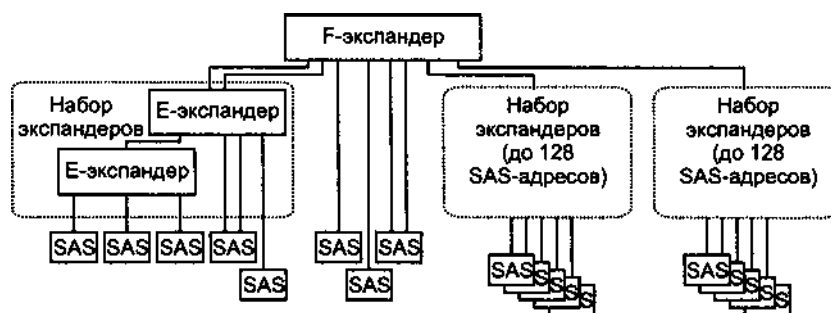 F-экспандер
Набор
экспандеров
E-экспандер
E-экспандер
Набор
экспандеров
(до 128
SAS-адресов)
Набор
экспандеров
(до 128
SAS-адресов)
SAS
SAS
SAS
SAS
SAS
SAS
SAS
SAS
SAS
S
S
S
S
SAS
S
S
S
S